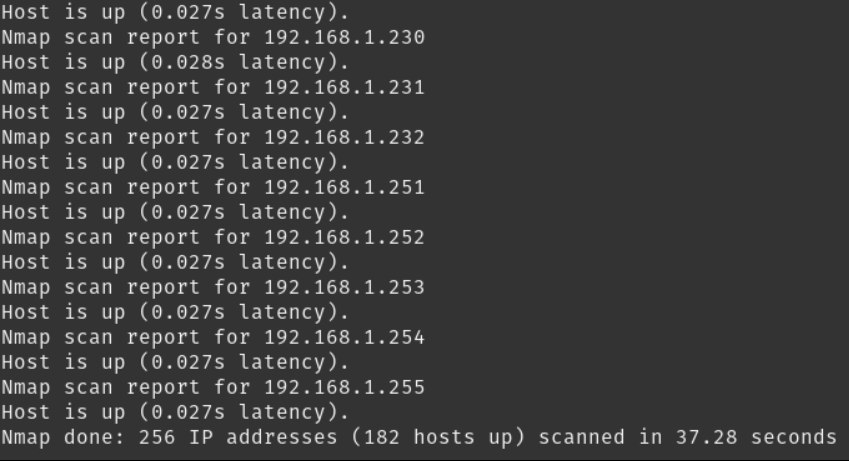 Host is up (0.027s latency).
Nmap scan report for 192.168.1.230
Host is up (0.028s latency).
Nmap scan report for 192.168.1.231
Host is up (0.027s latency).
Nmap scan report for 192.168.1.232
Host is up (0.027s latency).
Nmap scan report for 192.168.1.251
Host is up (0.027s latency).
Nmap scan report for 192.168.1.252
Host is up (0.027s latency).
Nmap scan report for 192.168.1.253
Host is up (0.027s latency).
Nmap scan report for 192.168.1.254
Host is up (0.027s latency).
Nmap scan report for 192.168.1.255
Host is up (0.027s latency).
Nmap done: 256 IP addresses (182 hosts up) scanned in 37.28 seconds